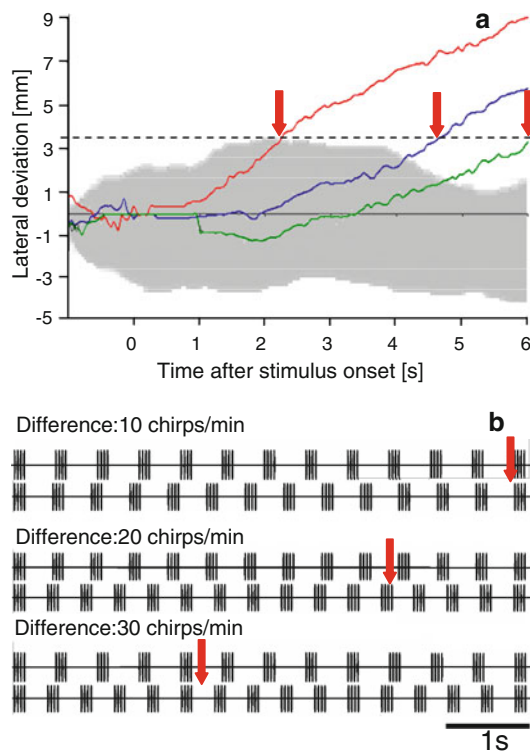 a
9
7
5
3
1
-1
-3
-5
Lateral deviation [mm]
0 1 2 3 4 5 6
Time after stimulus onset [s]
b
Difference:10 chirps/min
Difference:20 chirps/min
Difference:30 chirps/min
1s